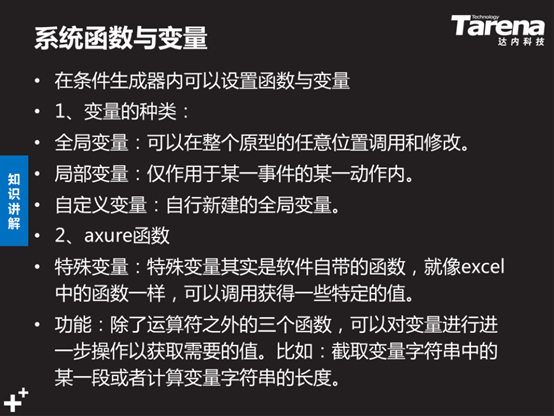 系统函数与变量
Technology
Tarena
达内科技
• 在条件生成器内可以设置函数与变量
• 1、变量的种类：
• 全局变量：可以在整个原型的任意位置调用和修改。
• 局部变量：仅作用于某一事件的某一动作内。
• 自定义变量：自行新建的全局变量。
• 2、axure函数
• 特殊变量：特殊变量其实是软件自带的函数，就像excel
中的函数一样，可以调用获得一些特定的值。
• 功能：除了运算符之外的三个函数，可以对变量进行进
一步操作以获取需要的值。比如：截取变量字符串中的
某一段或者计算变量字符串的长度。
知识讲解